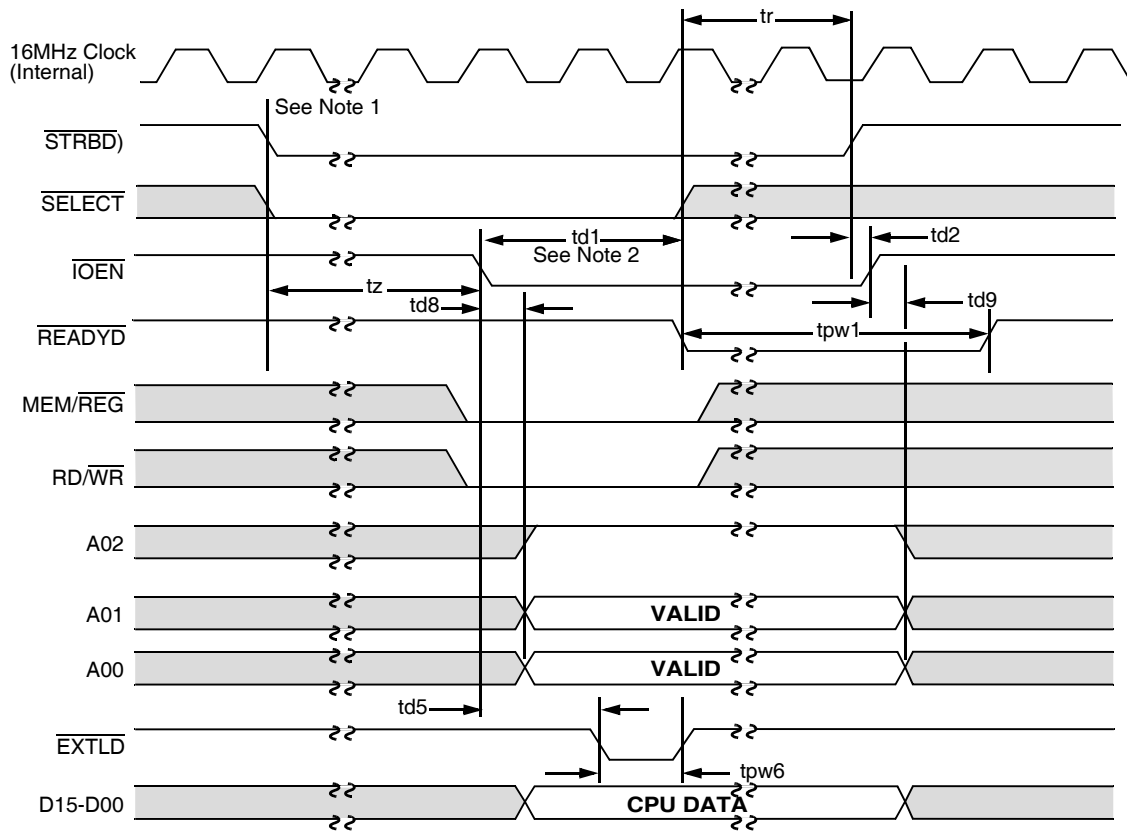 tr
16MHz Clock
(Internal)
See Note 1
STRBD)
SELECT
td1
See Note 2
td2
IOEN
tz
td8
td9
READYD
tpw1
MEM/REG
RD/WR
A02
A01
VALID
A00
VALID
td5
EXTLD
tpw6
D15-D00
CPU DATA